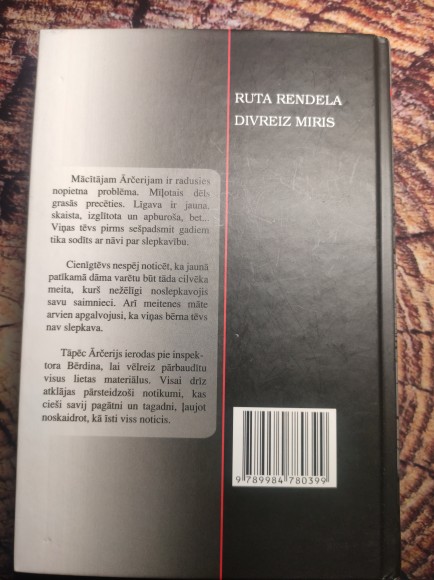 RUTA RENDELA
DIVREIZ MIRIS
Mācītājam Ārčerijam ir radusies
nopietna problēma. Mīļotais dēls
grasās precēties. Līgava ir jauna,
skaista, izglītota un apburoša, bet...
Viņas tēvs pirms sešpadsmit gadiem
tika sodīts ar nāvi par slepkavību.
Cienīgtēvs nespēj noticēt, ka jaunā
patīkamā dāma varētu būt tāda cilvēka
meita, kurš nežēlīgi noslepkavojis
savu saimnieci. Arī meitenes māte
arvien apgalvojusi, ka viņas bērna tēvs
nav slepkava.
Tāpēc Ārčerijs ierodas pie inspek-
tora Bērdina, lai vēlreiz pārbaudītu
visus lietas materiālus. Visai drīz
atklājas pārsteidzoši notikumi, kas
cieši savij pagātni un tagadni, ļaujot
noskaidrot, kā īsti viss noticis.
9 789984 780399